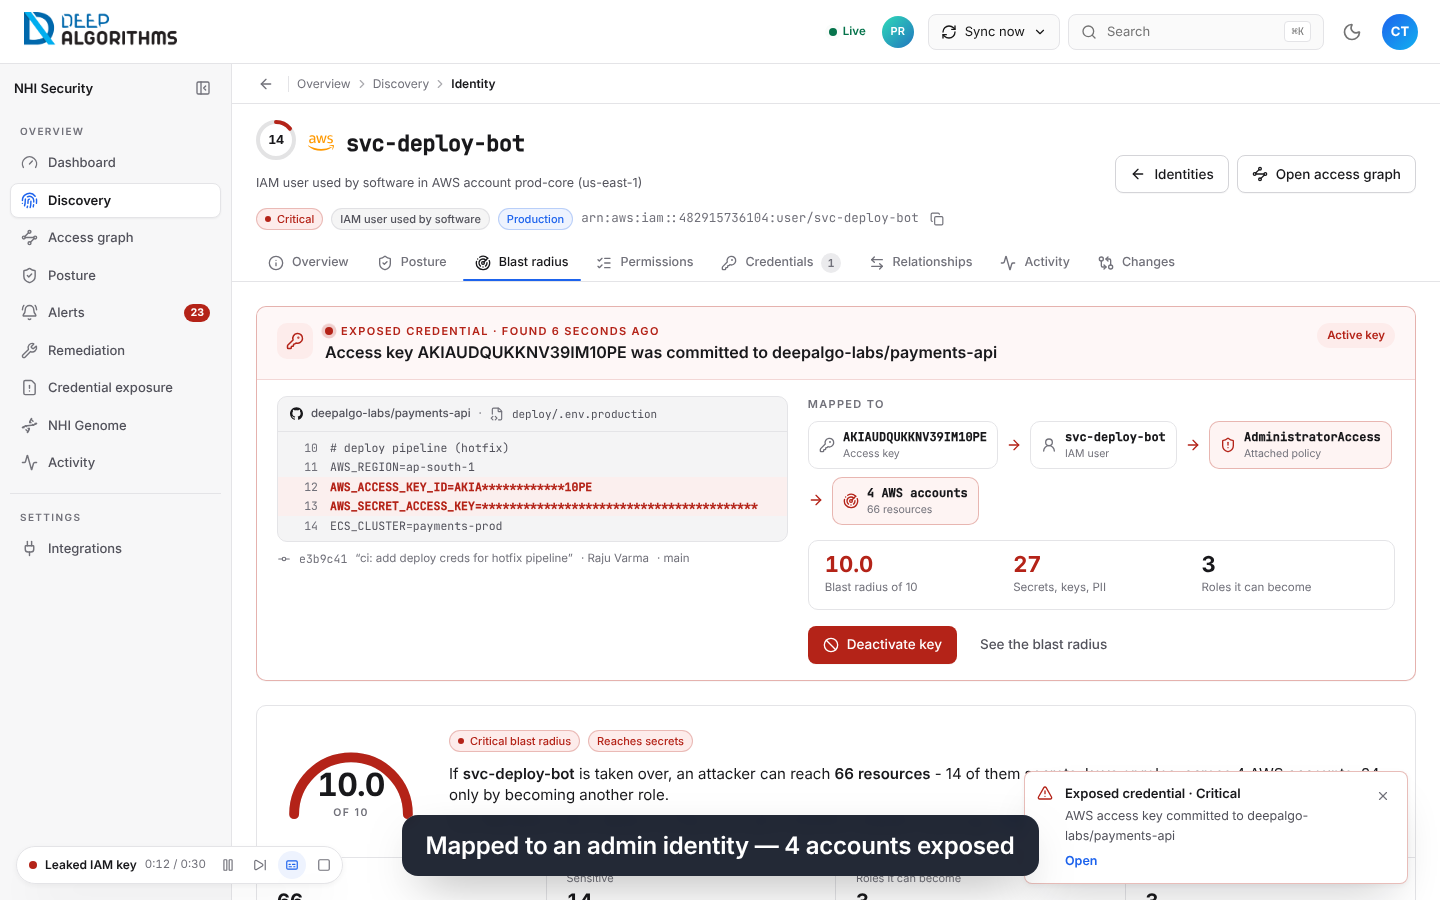 DEEP
ALGORITHMS
Live
PR
Sync now
Search
⌘K
CT
NHI Security
OVERVIEW
Dashboard
Discovery
Access graph
Posture
Alerts
23
Remediation
Credential exposure
NHI Genome
Activity
SETTINGS
Integrations
Overview > Discovery > Identity
14
aws
svc-deploy-bot
IAM user used by software in AWS account prod-core (us-east-1)
Critical
IAM user used by software
Production
arn:aws:iam::482915736104:user/svc-deploy-bot
Identities
Open access graph
Overview
Posture
Blast radius
Permissions
Credentials 1
Relationships
Activity
Changes
EXPOSED CREDENTIAL · FOUND 6 SECONDS AGO
Access key AKIAUDQUKKNV39IM10PE was committed to deepalgo-labs/payments-api
Active key
deepalgo-labs/payments-api · deploy/.env.production
10 # deploy pipeline (hotfix)
11 AWS_REGION=ap-south-1
12 AWS_ACCESS_KEY_ID=AKIA************10PE
13 AWS_SECRET_ACCESS_KEY=****************************************
14 ECS_CLUSTER=payments-prod
e3b9c41 “ci: add deploy creds for hotfix pipeline” · Raju Varma · main
MAPPED TO
AKIAUDQUKKNV39IM10PE
Access key
svc-deploy-bot
IAM user
AdministratorAccess
Attached policy
4 AWS accounts
66 resources
10.0
Blast radius of 10
27
Secrets, keys, PII
3
Roles it can become
Deactivate key
See the blast radius
10.0
OF 10
Critical blast radius
Reaches secrets
If svc-deploy-bot is taken over, an attacker can reach 66 resources - 14 of them
only by becoming another role.
Exposed credential · Critical
AWS access key committed to deepalgo-
labs/payments-api
Open
Mapped to an admin identity — 4 accounts exposed
Leaked IAM key 0:12 / 0:30
Sensitive
Roles it can become
66
14
3
3